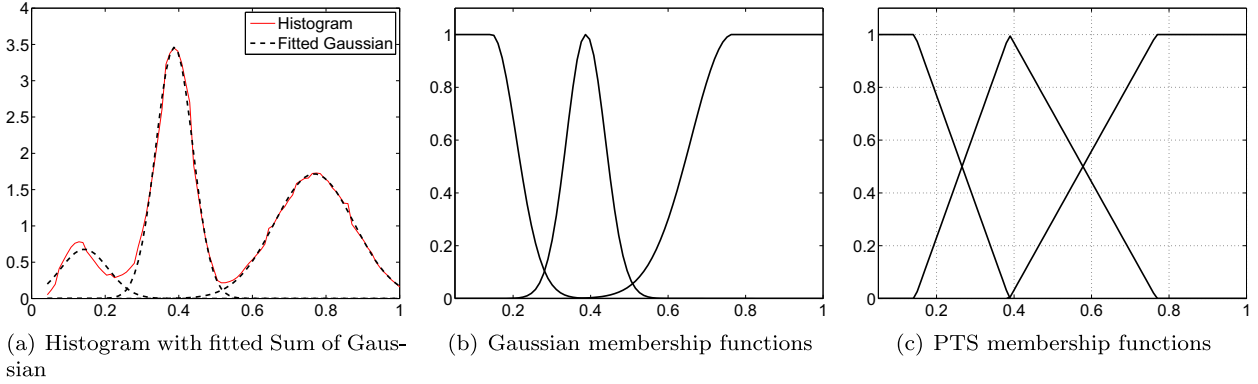 4
3.5
3
2.5
2
1.5
1
0.5
0
0 0.2 0.4 0.6 0.8 1
Histogram
Fitted Gaussian
(a) Histogram with fitted Sum of Gaus-
sian
1
0.8
0.6
0.4
0.2
0
0.2 0.4 0.6 0.8 1
(b) Gaussian membership functions
1
0.8
0.6
0.4
0.2
0
0.2 0.4 0.6 0.8 1
(c) PTS membership functions